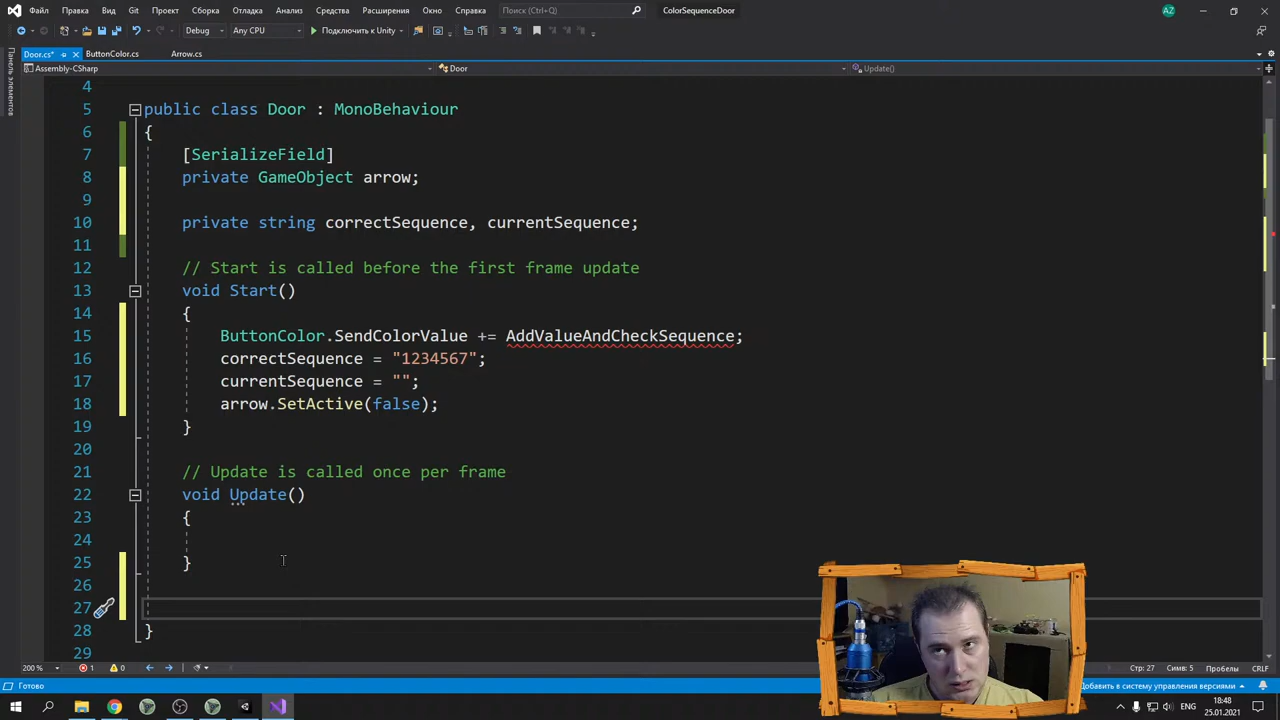 Файл Правка Вид Git Проект Сборка Отладка Анализ Средства Расширения Окно Справка Поиск (Ctrl+Q) ColorSequenceDoor AZ
Debug Any CPU Подключить к Unity
Door.cs* ButtonColor.cs Arrow.cs
Assembly-CSharp Door Update()
Панель элементов
4
5 public class Door : MonoBehaviour
6 {
7 [SerializeField]
8 private GameObject arrow;
9
10 private string correctSequence, currentSequence;
11
12 // Start is called before the first frame update
13 void Start()
14 {
15 ButtonColor.SendColorValue += AddValueAndCheckSequence;
16 correctSequence = "1234567";
17 currentSequence = "";
18 arrow.SetActive(false);
19 }
20
21 // Update is called once per frame
22 void Update()
23 {
24
25 }
26
27
28 }
29
200 % 1 0 Стр: 27 Симв: 5 Пробелы CRLF
Готово Добавить в систему управления версиями
ENG 18:48
25.01.2021